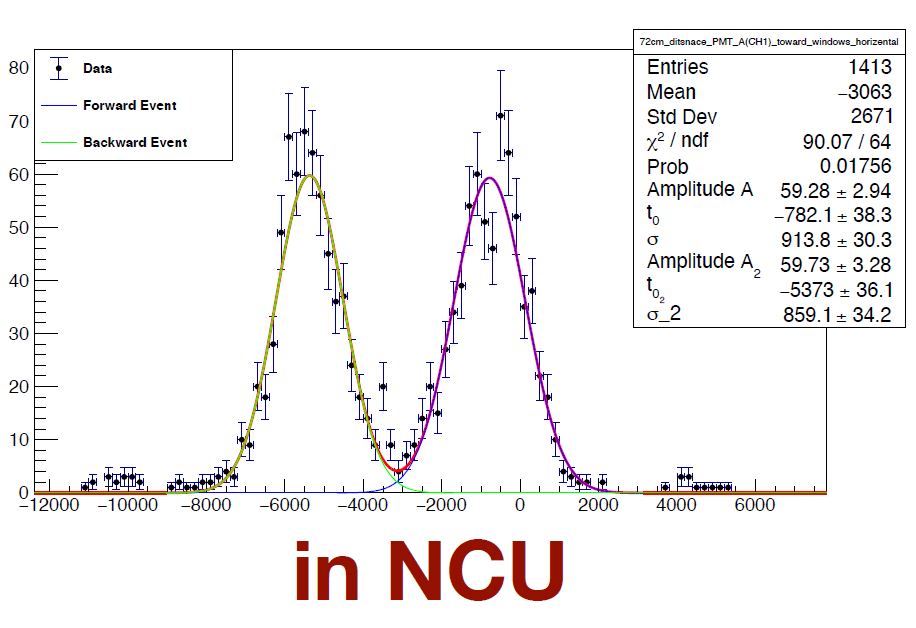 72cm_ditsnace_PMT_A(CH1)_toward_windows_horizental
Entries 1413
Mean −3063
Std Dev 2671
χ² / ndf 90.07 / 64
Prob 0.01756
Amplitude A 59.28 ± 2.94
t₀ −782.1 ± 38.3
σ 913.8 ± 30.3
Amplitude A₂ 59.73 ± 3.28
t₀₂ −5373 ± 36.1
σ_2 859.1 ± 34.2
Data
Forward Event
Backward Event
80
70
60
50
40
30
20
10
0
−12000 −10000 −8000 −6000 −4000 −2000 0 2000 4000 6000
in NCU